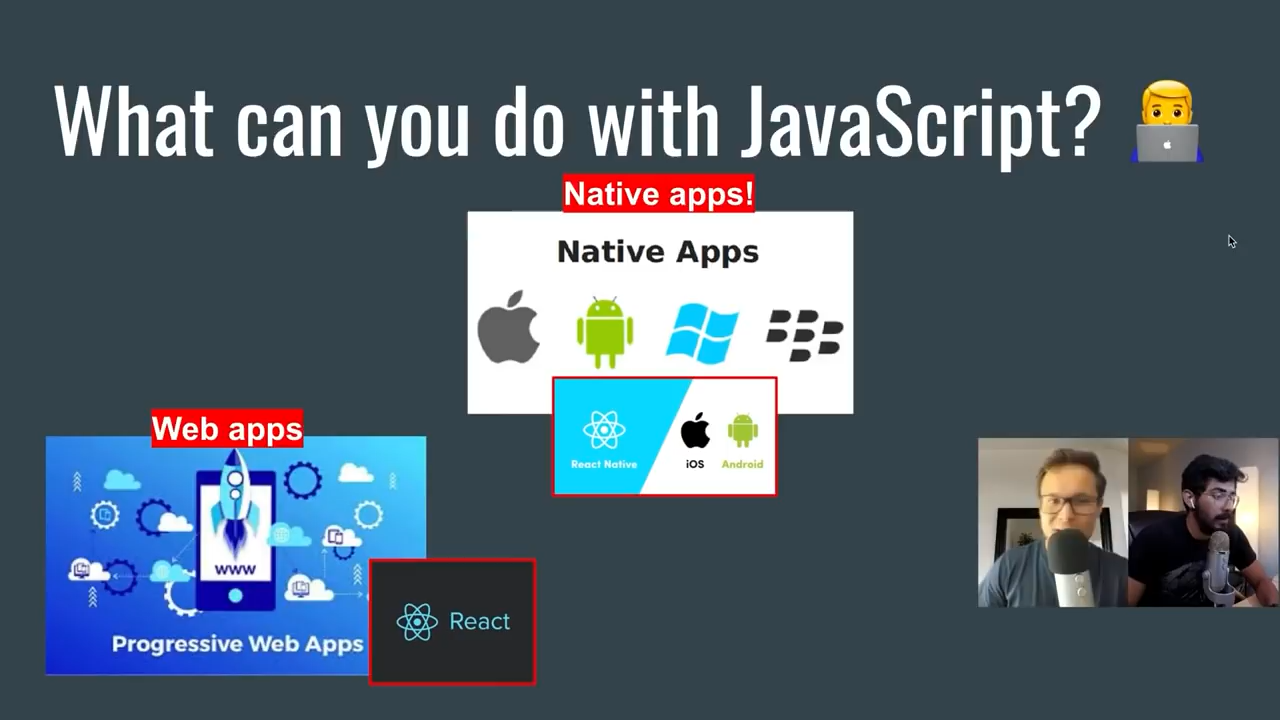 What can you do with JavaScript?
Native apps!
Native Apps
React Native
iOS
Android
Web apps
www
Progressive Web Apps
React